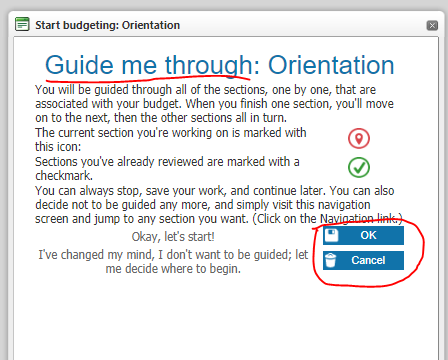 Start budgeting: Orientation
Guide me through: Orientation
You will be guided through all of the sections, one by one, that are
associated with your budget. When you finish one section, you'll move
on to the next, then the other sections all in turn.
The current section you're working on is marked with
this icon:
Sections you've already reviewed are marked with a
checkmark.
You can always stop, save your work, and continue later. You can also
decide not to be guided any more, and simply visit this navigation
screen and jump to any section you want. (Click on the Navigation link.)
Okay, let's start!
OK
I've changed my mind, I don't want to be guided; let
me decide where to begin.
Cancel